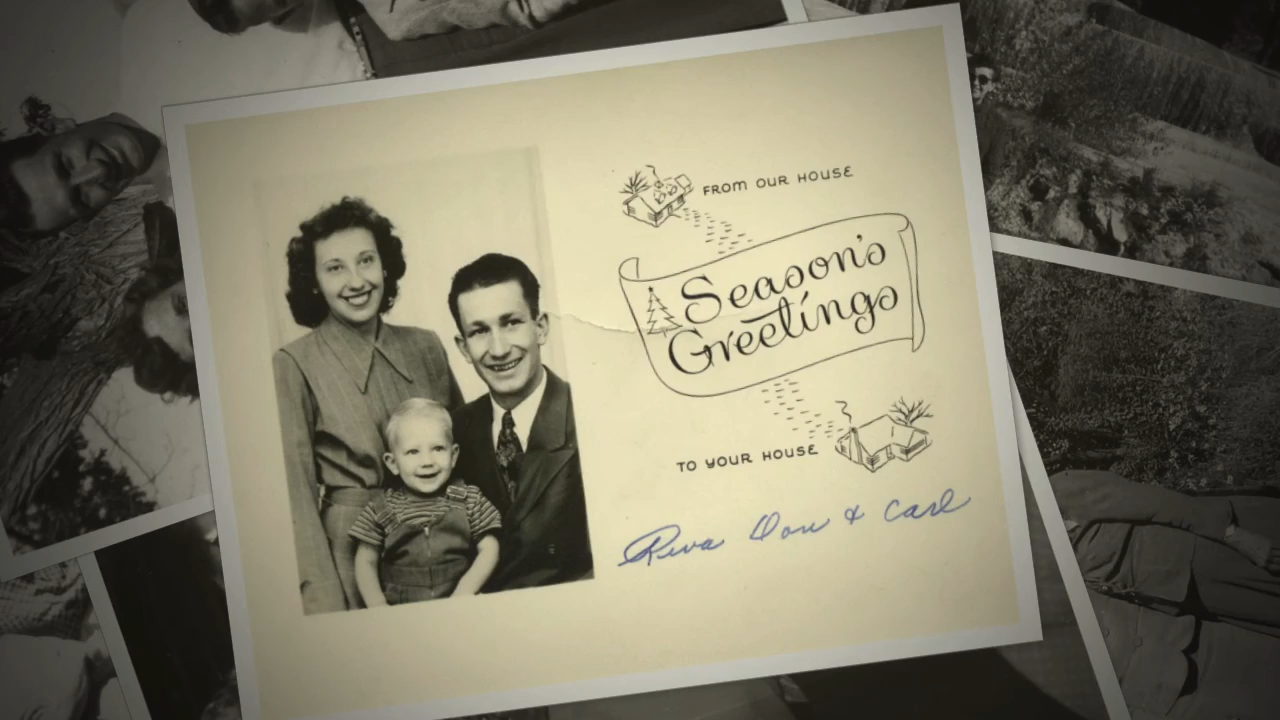 FROM OUR HOUSE
Season's
Greetings
TO YOUR HOUSE
Reva Don & Carl